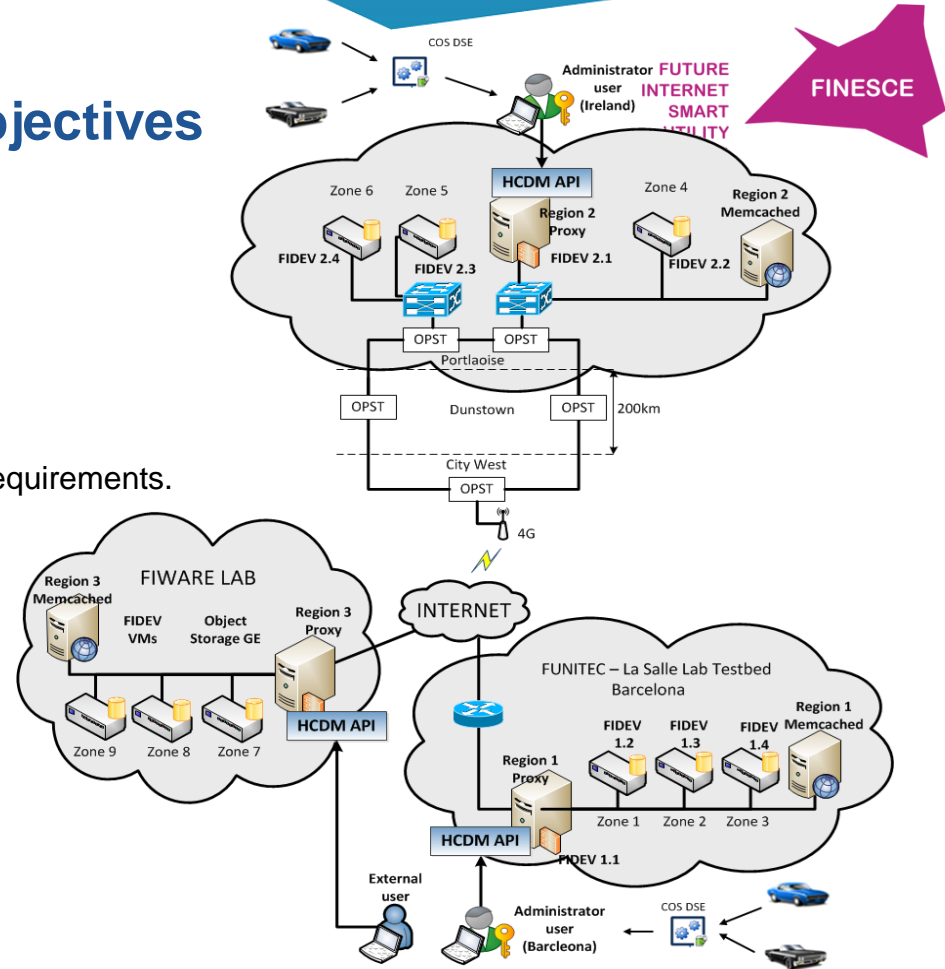 COS DSE
Administrator
user
(Ireland)
FUTURE
INTERNET
SMART
UTILITY
FINESCE
bjectives
HCDM API
Zone 6
Zone 5
Zone 4
Region 2
Memcached
Region 2
Proxy
FIDEV 2.4
FIDEV 2.3
FIDEV 2.1
FIDEV 2.2
OPST
OPST
Portlaoise
OPST
Dunstown
OPST
200km
equirements.
City West
OPST
4G
FIWARE LAB
Region 3
Memcached
FIDEV
VMs
Object
Storage GE
Region 3
Proxy
INTERNET
HCDM API
Zone 9
Zone 8
Zone 7
FUNITEC – La Salle Lab Testbed
Barcelona
FIDEV
1.2
FIDEV
1.3
FIDEV
1.4
Region 1
Memcached
Region 1
Proxy
Zone 1
Zone 2
Zone 3
HCDM API
FIDEV 1.1
External
user
Administrator
user
(Barcleona)
COS DSE